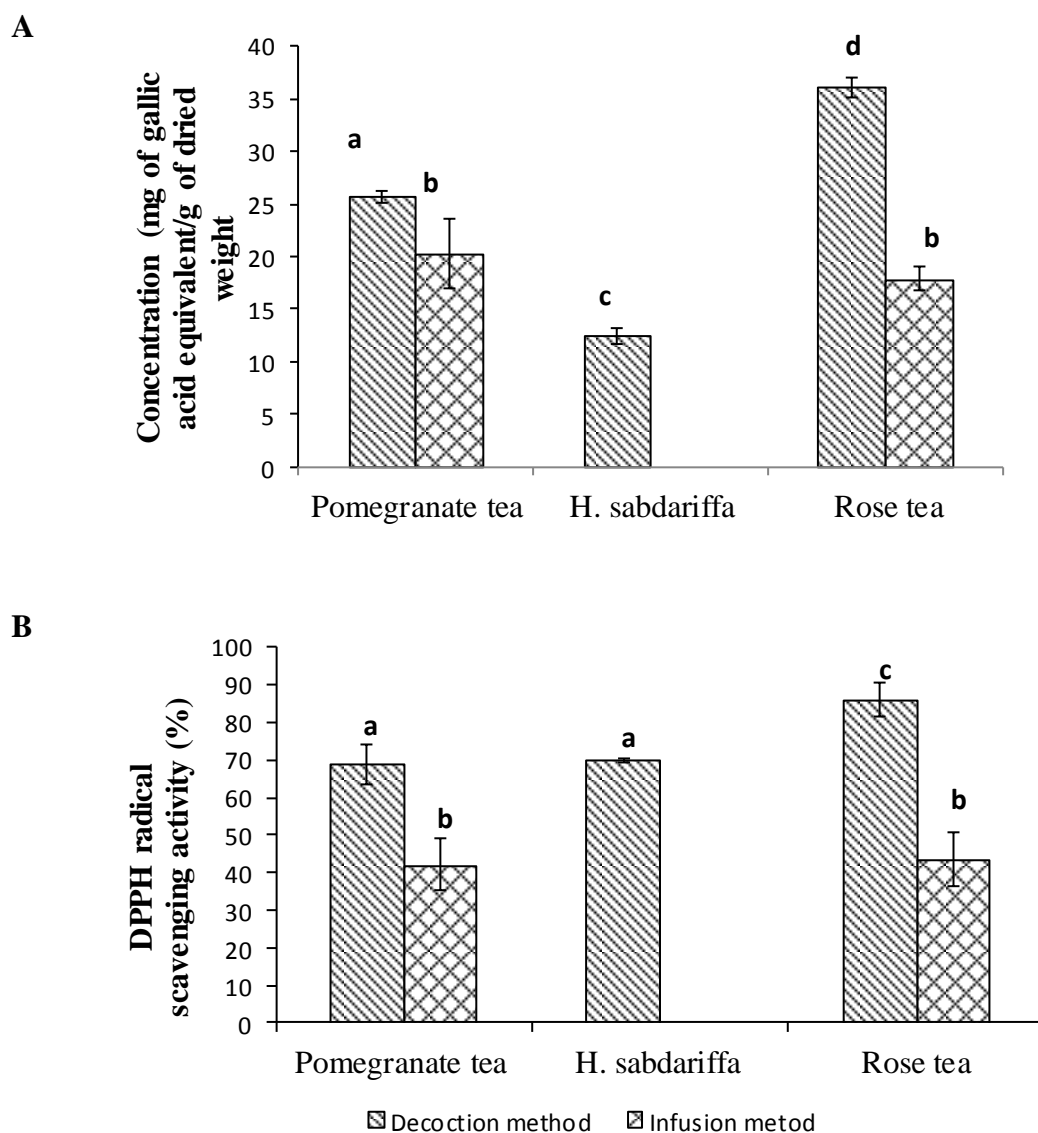 A
Concentration (mg of gallic
acid equivalent/g of dried
weight
40
35
30
25
20
15
10
5
0
a
b
c
d
b
Pomegranate tea
H. sabdariffa
Rose tea
B
DPPH radical
scavenging activity (%)
100
90
80
70
60
50
40
30
20
10
0
a
b
a
c
b
Pomegranate tea
H. sabdariffa
Rose tea
Decoction method
Infusion metod